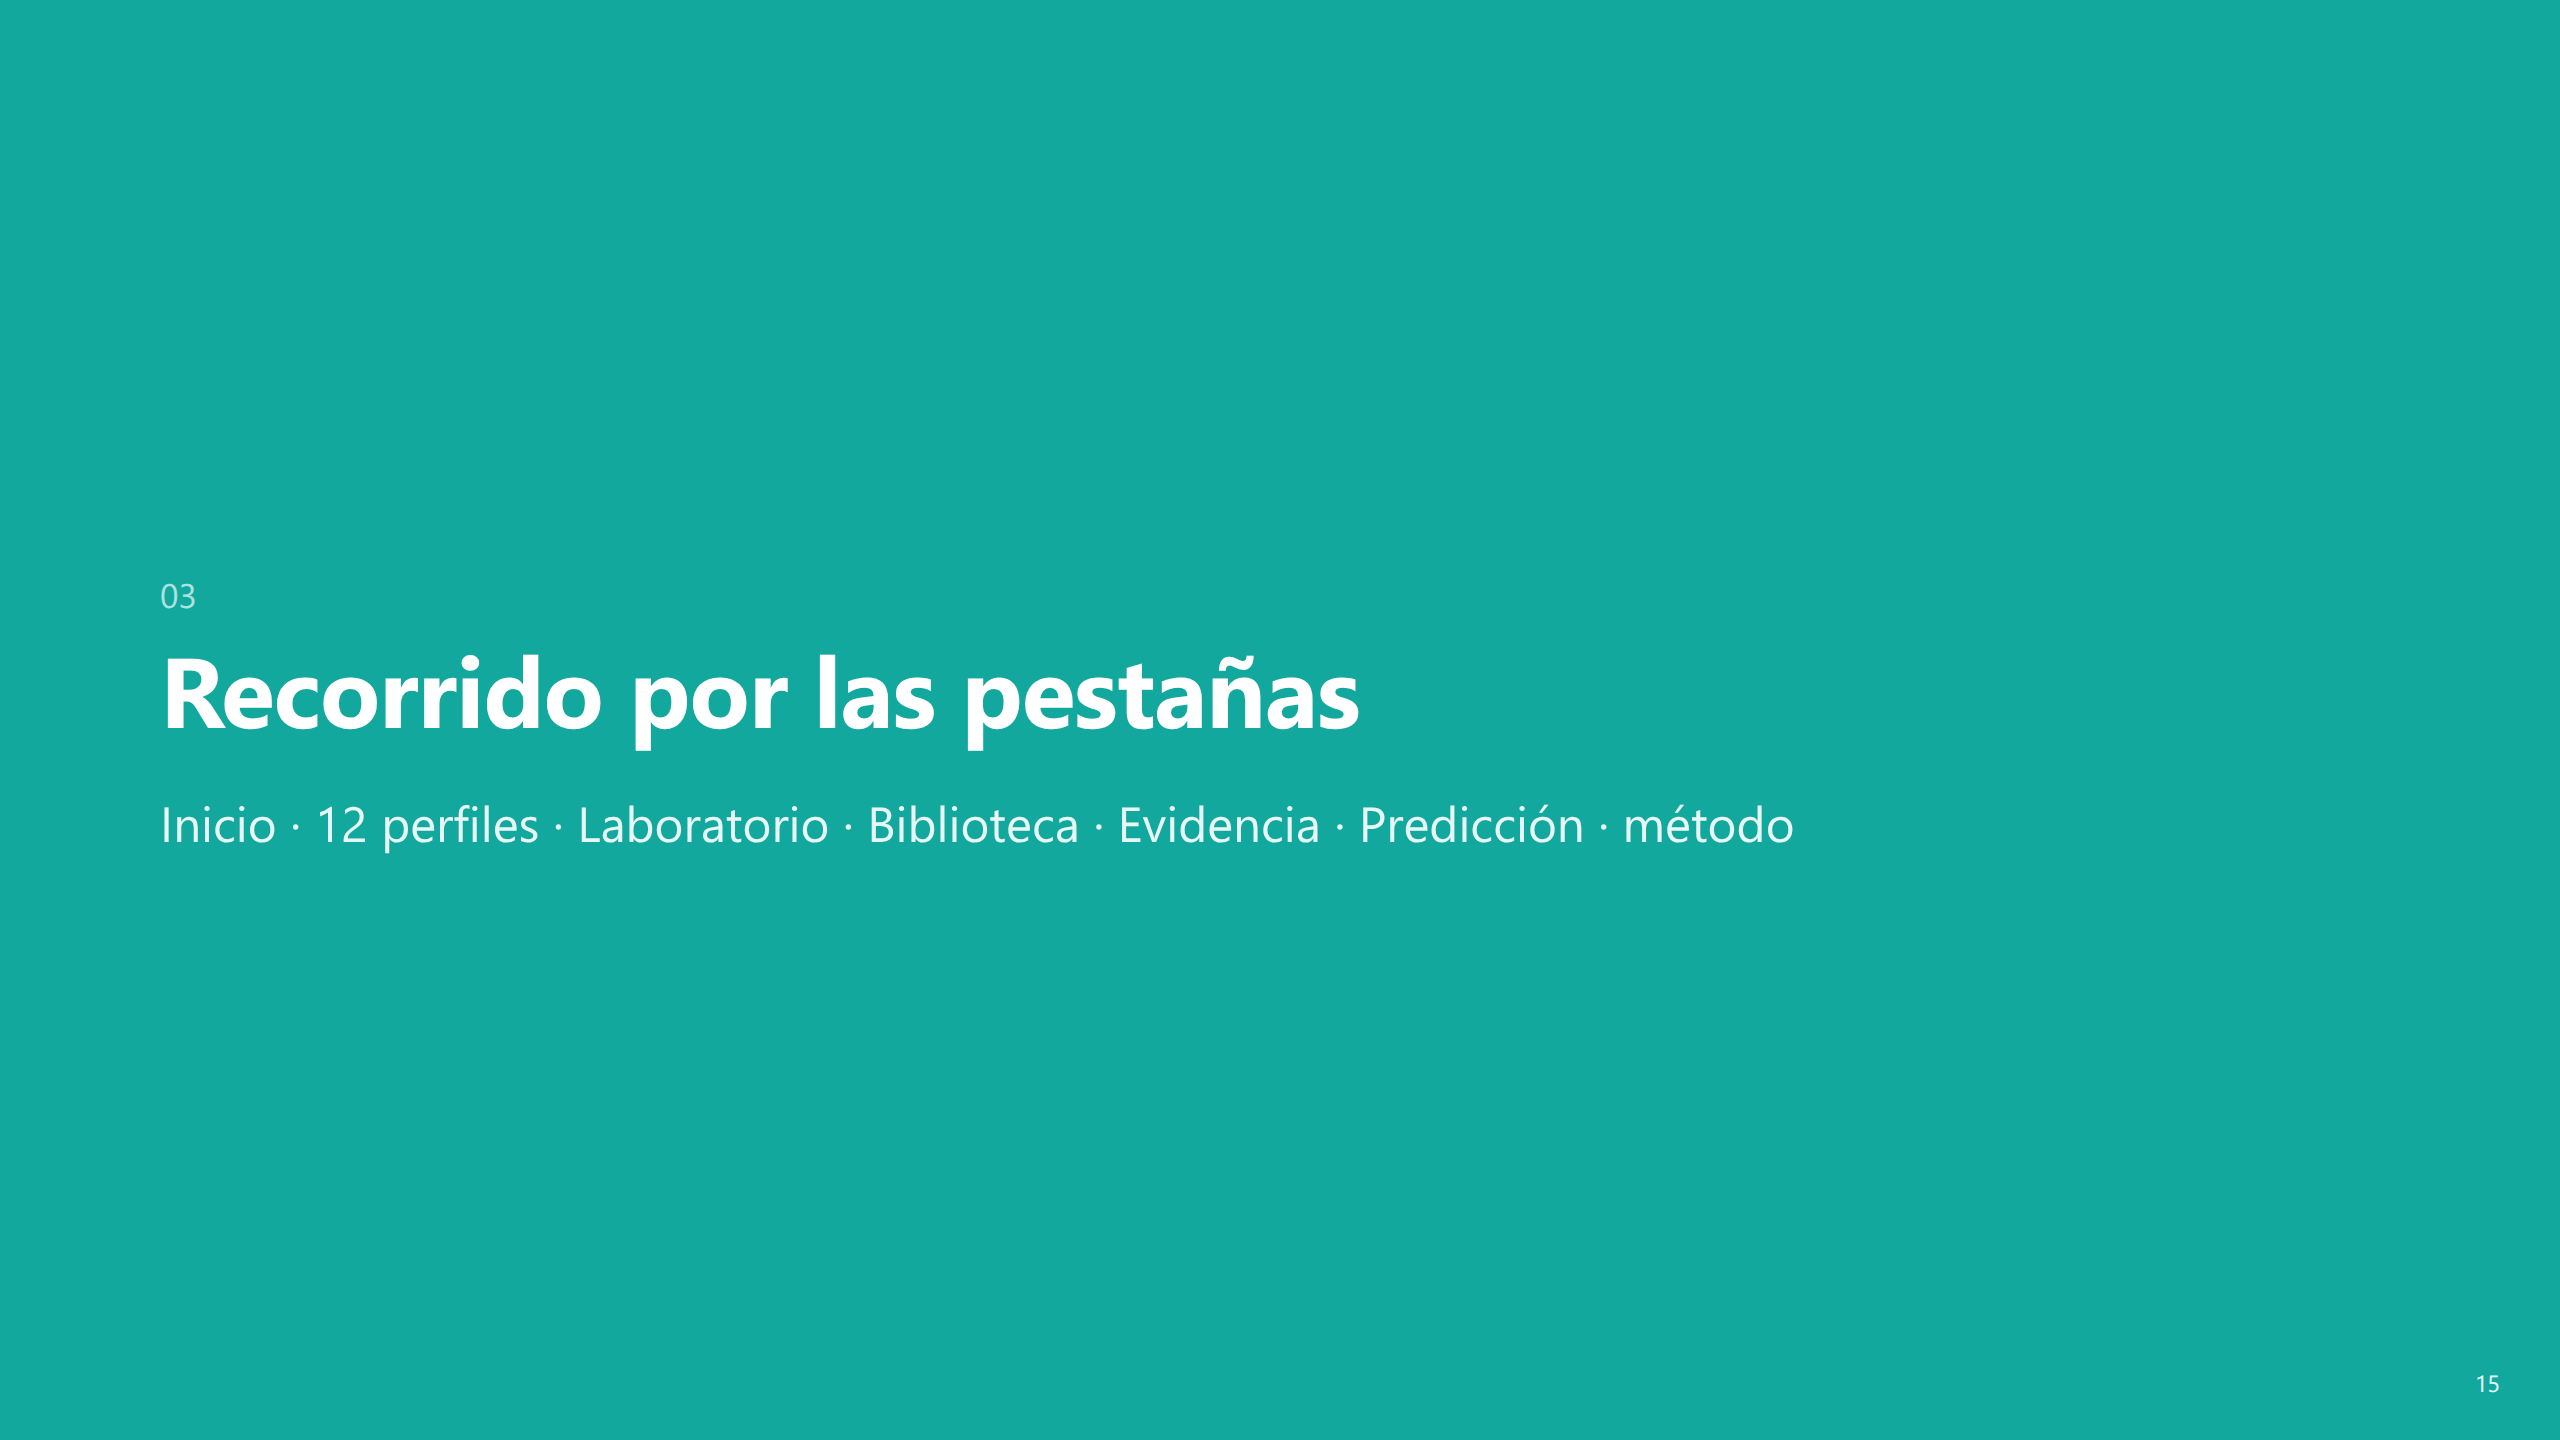 03
Recorrido por las pestañas
Inicio · 12 perfiles · Laboratorio · Biblioteca · Evidencia · Predicción · método
15